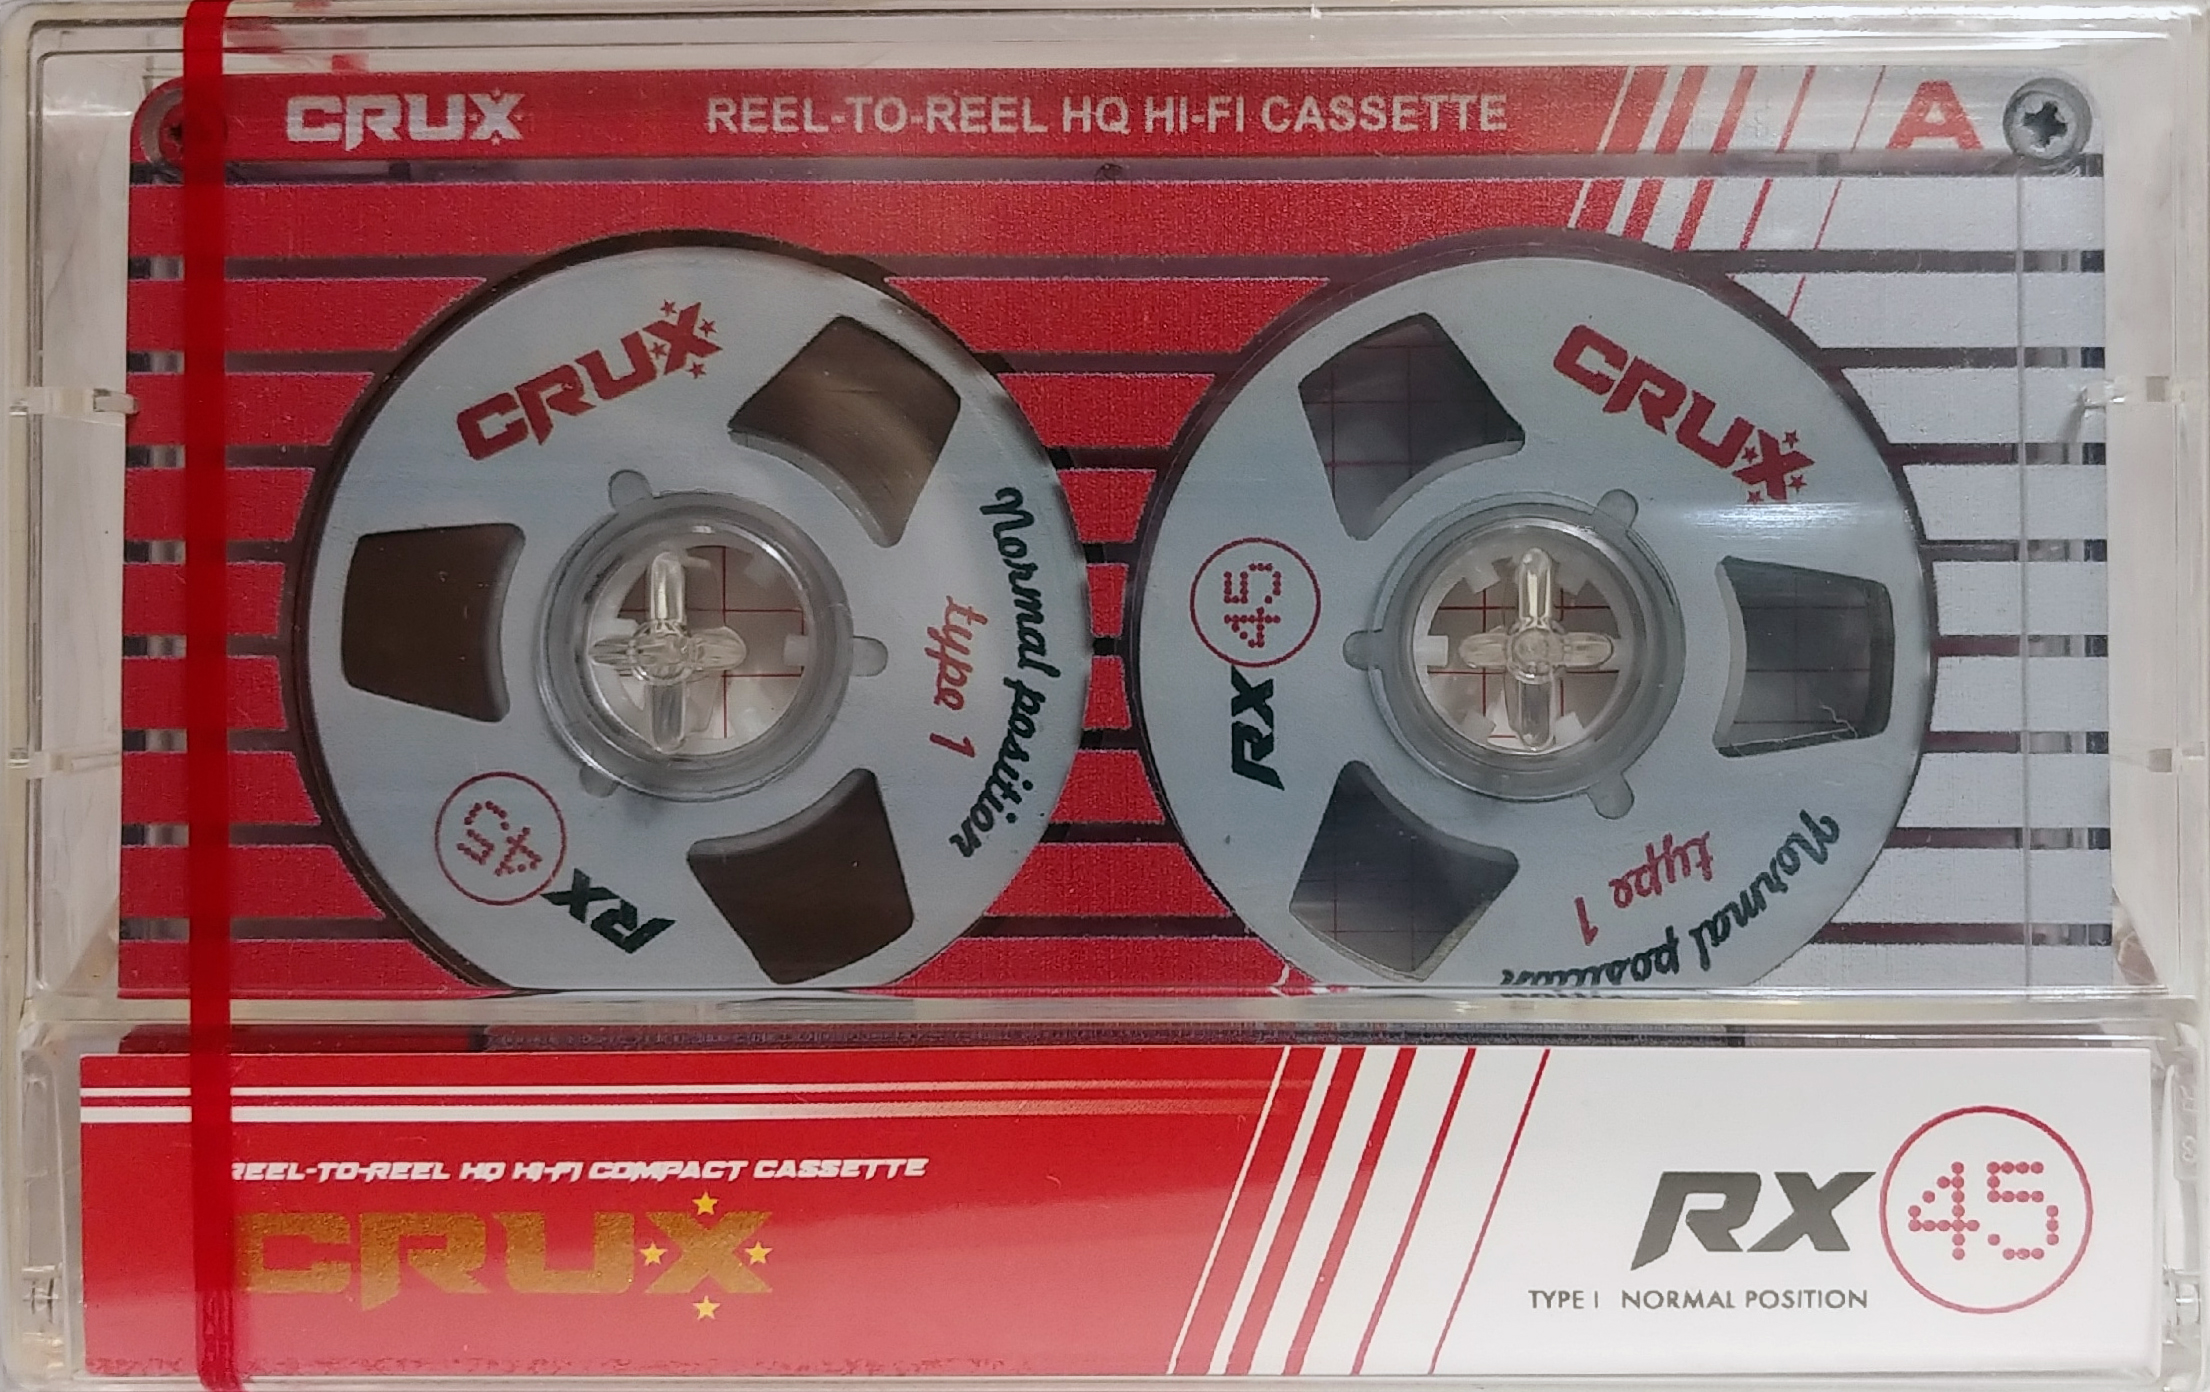 CRUX REEL-TO-REEL HQ HI-FI CASSETTE A
CRUX
Normal position
type 1
RX 45
CRUX
RX 45
Normal position
type 1
REEL-TO-REEL HQ HI-FI COMPACT CASSETTE
CRUX
RX 45
TYPE I NORMAL POSITION